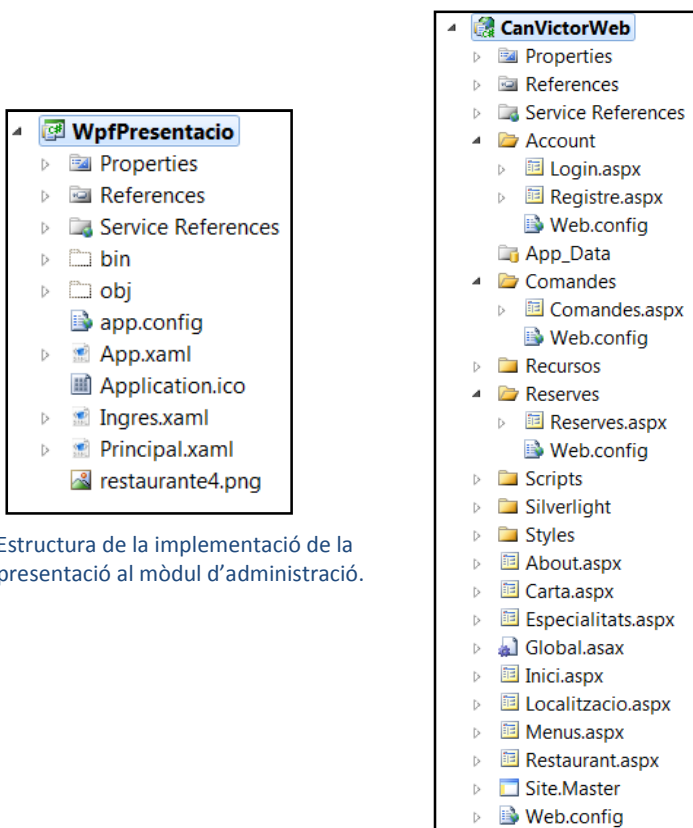 WpfPresentacio
Properties
References
Service References
bin
obj
app.config
App.xaml
Application.ico
Ingres.xaml
Principal.xaml
restaurante4.png
Estructura de la implementació de la
presentació al mòdul d'administració.
CanVictorWeb
Properties
References
Service References
Account
Login.aspx
Registre.aspx
Web.config
App_Data
Comandes
Comandes.aspx
Web.config
Recursos
Reserves
Reserves.aspx
Web.config
Scripts
Silverlight
Styles
About.aspx
Carta.aspx
Especialitats.aspx
Global.asax
Inici.aspx
Localitzacio.aspx
Menus.aspx
Restaurant.aspx
Site.Master
Web.config